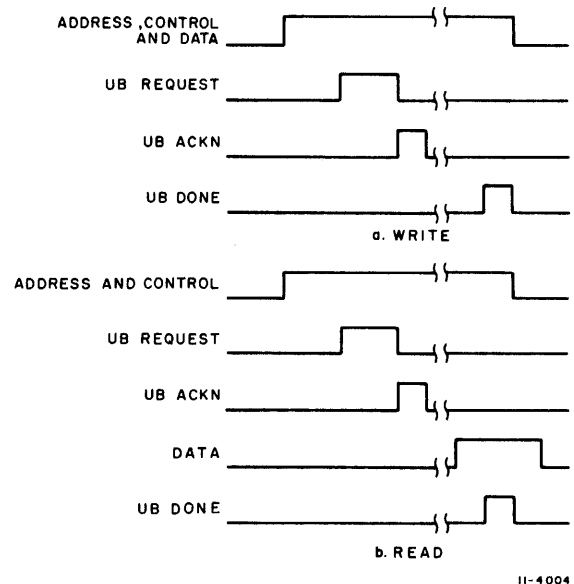 ADDRESS, CONTROL
AND DATA
UB REQUEST
UB ACKN
UB DONE
a. WRITE
ADDRESS AND CONTROL
UB REQUEST
UB ACKN
DATA
UB DONE
b. READ
11-4004